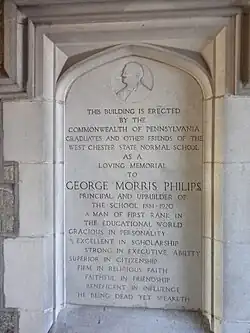 THIS BUILDING IS ERECTED
BY THE
COMMONWEALTH OF PENNSYLVANIA
GRADUATES AND OTHER FRIENDS OF THE
WEST CHESTER STATE NORMAL SCHOOL
AS A
LOVING MEMORIAL
TO
GEORGE MORRIS PHILIPS
PRINCIPAL AND UPBUILDER OF
THE SCHOOL 1881-1920
A MAN OF FIRST RANK IN
THE EDUCATIONAL WORLD
GRACIOUS IN PERSONALITY
EXCELLENT IN SCHOLARSHIP
STRONG IN EXECUTIVE ABILITY
SUPERIOR IN CITIZENSHIP
FIRM IN RELIGIOUS FAITH
FAITHFUL IN FRIENDSHIP
BENEFICENT IN INFLUENCE
HE BEING DEAD YET SPEAKETH